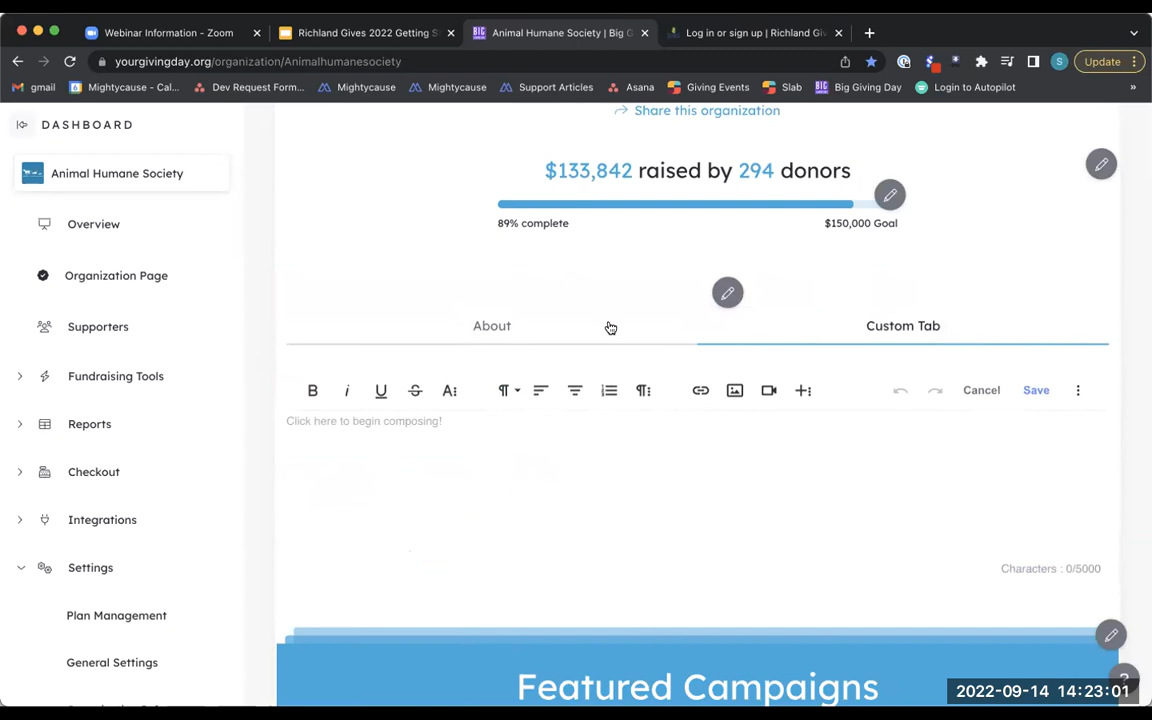 Webinar Information - Zoom
Richland Gives 2022 Getting S
Animal Humane Society | Big G
Log in or sign up | Richland Giv
yourgivingday.org/organization/Animalhumanesociety
S
Update
gmail
Mightycause - Cal...
Dev Request Form...
Mightycause
Mightycause
Support Articles
Asana
Giving Events
Slab
Big Giving Day
Login to Autopilot
»
DASHBOARD
Animal Humane Society
Overview
Organization Page
Supporters
Fundraising Tools
Reports
Checkout
Integrations
Settings
Plan Management
General Settings
Share this organization
$133,842 raised by 294 donors
89% complete
$150,000 Goal
About
Custom Tab
Cancel
Save
Click here to begin composing!
Characters : 0/5000
Featured Campaigns
2022-09-14 14:23:01